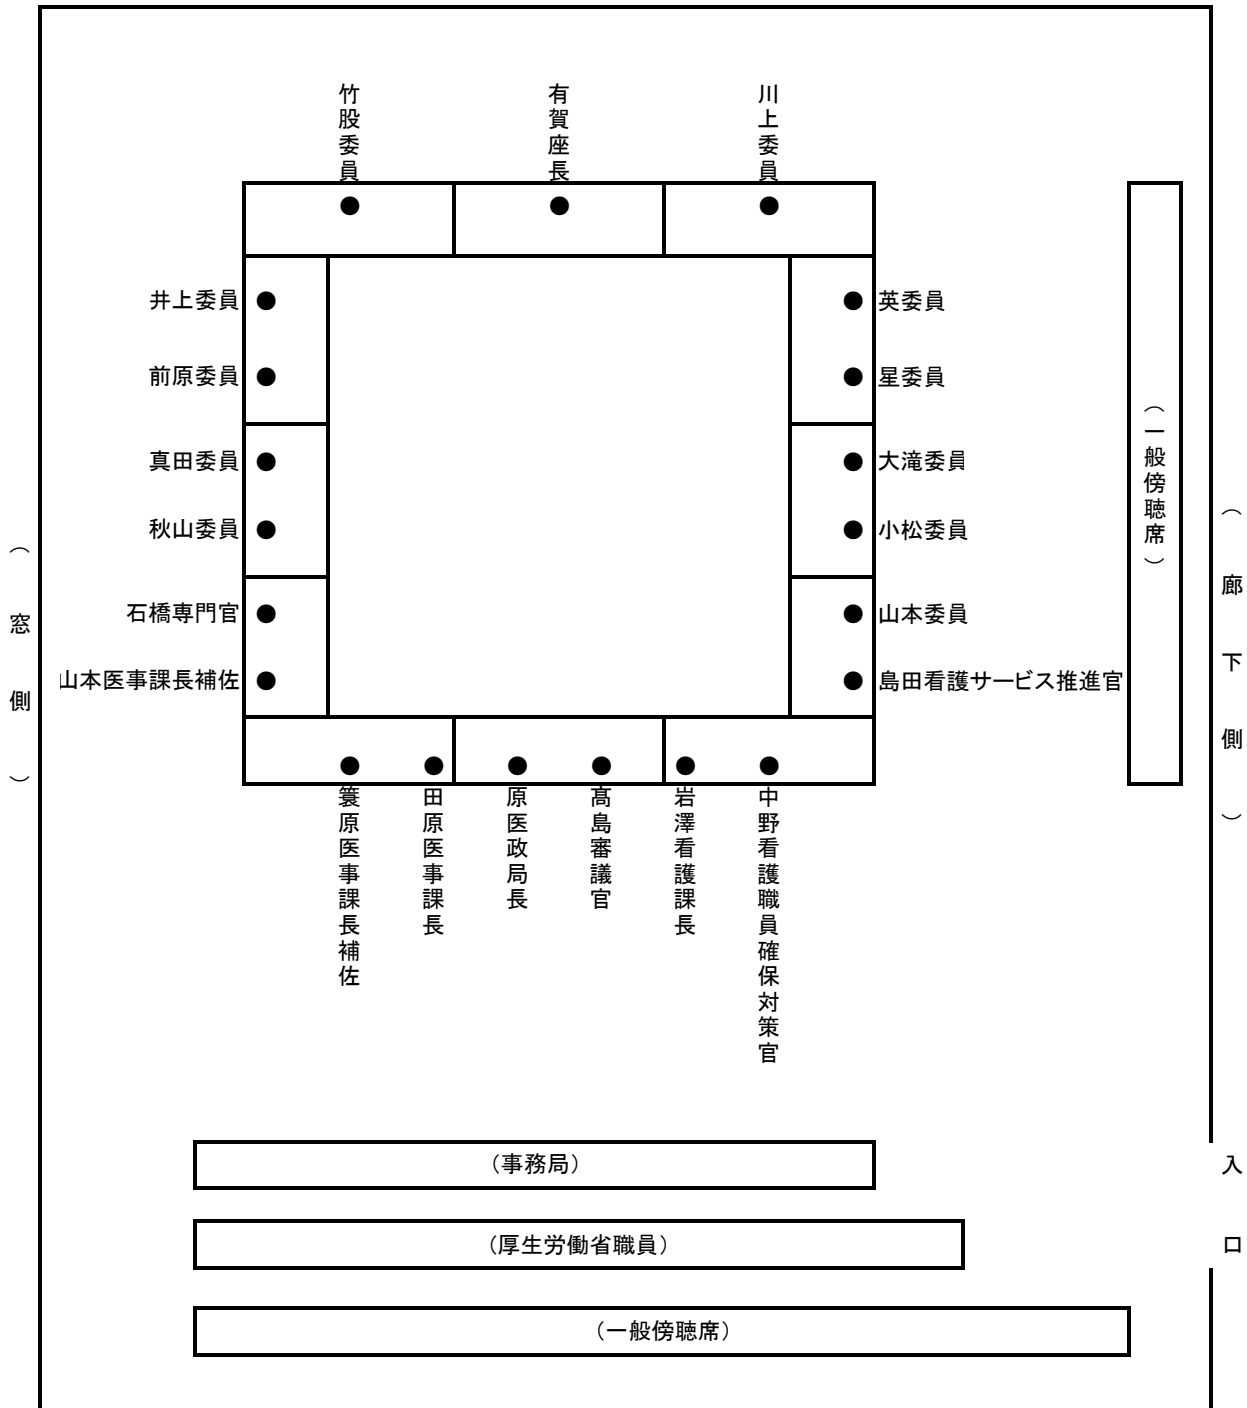 竹股委員
有賀座長
川上委員
井上委員
英委員
前原委員
星委員
真田委員
大滝委員
秋山委員
小松委員
石橋専門官
山本委員
山本医事課長補佐
島田看護サービス推進官
（一般傍聴席）
（窓側）
（廊下側）
簑原医事課長補佐
田原医事課長
原医政局長
髙島審議官
岩澤看護課長
中野看護職員確保対策官
（事務局）
入口
（厚生労働省職員）
（一般傍聴席）